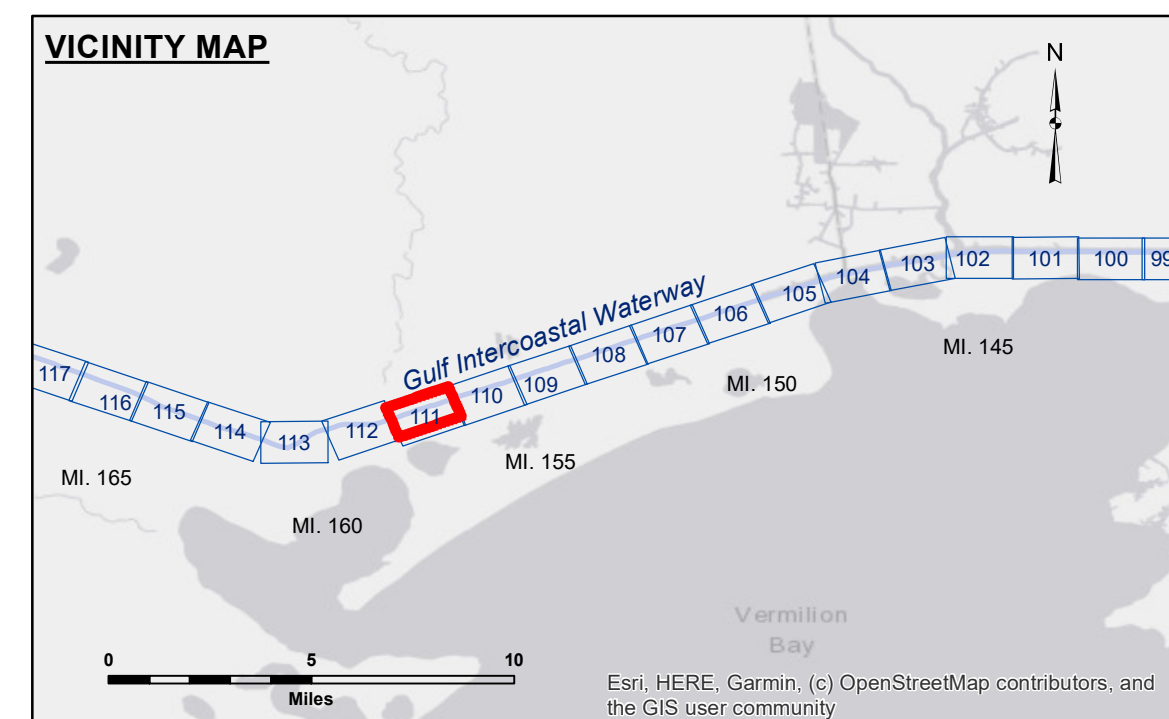 VICINITY MAP
N
Gulf Intercoastal Waterway
117
116
115
114
113
112
111
110
109
108
107
106
105
104
103
102
101
100
99
MI. 145
MI. 150
MI. 155
MI. 160
MI. 165
Vermilion
Bay
0 5 10
Miles
Esri, HERE, Garmin, (c) OpenStreetMap contributors, and
the GIS user community